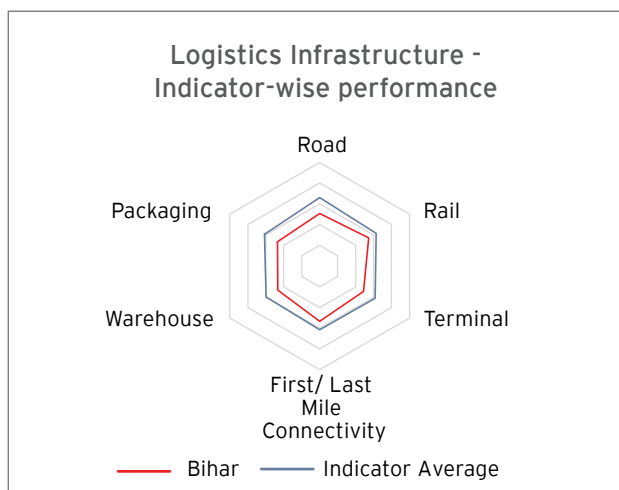 Logistics Infrastructure -
Indicator-wise performance
Road
Packaging
Rail
Warehouse
Terminal
First/ Last
Mile
Connectivity
Bihar
Indicator Average